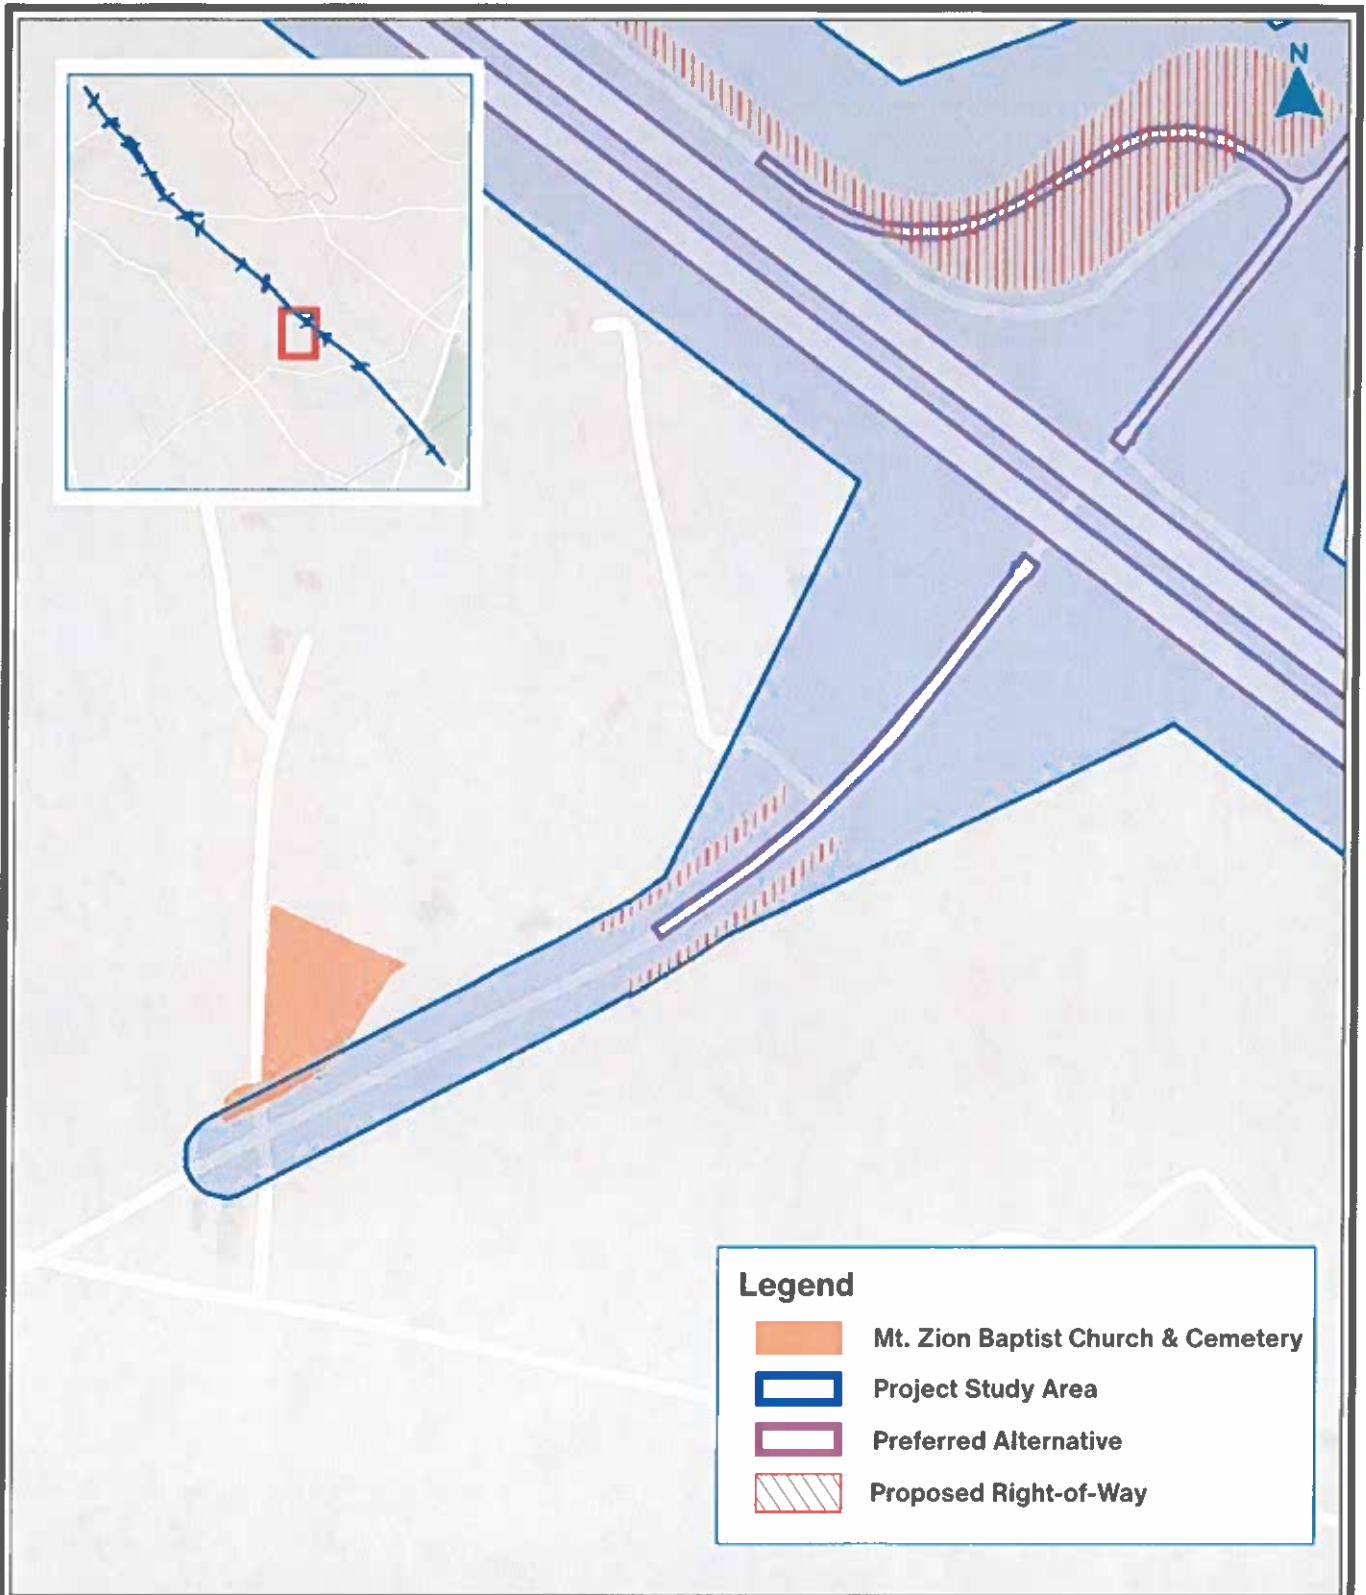 N
Legend
Mt. Zion Baptist Church & Cemetery
Project Study Area
Preferred Alternative
Proposed Right-of-Way